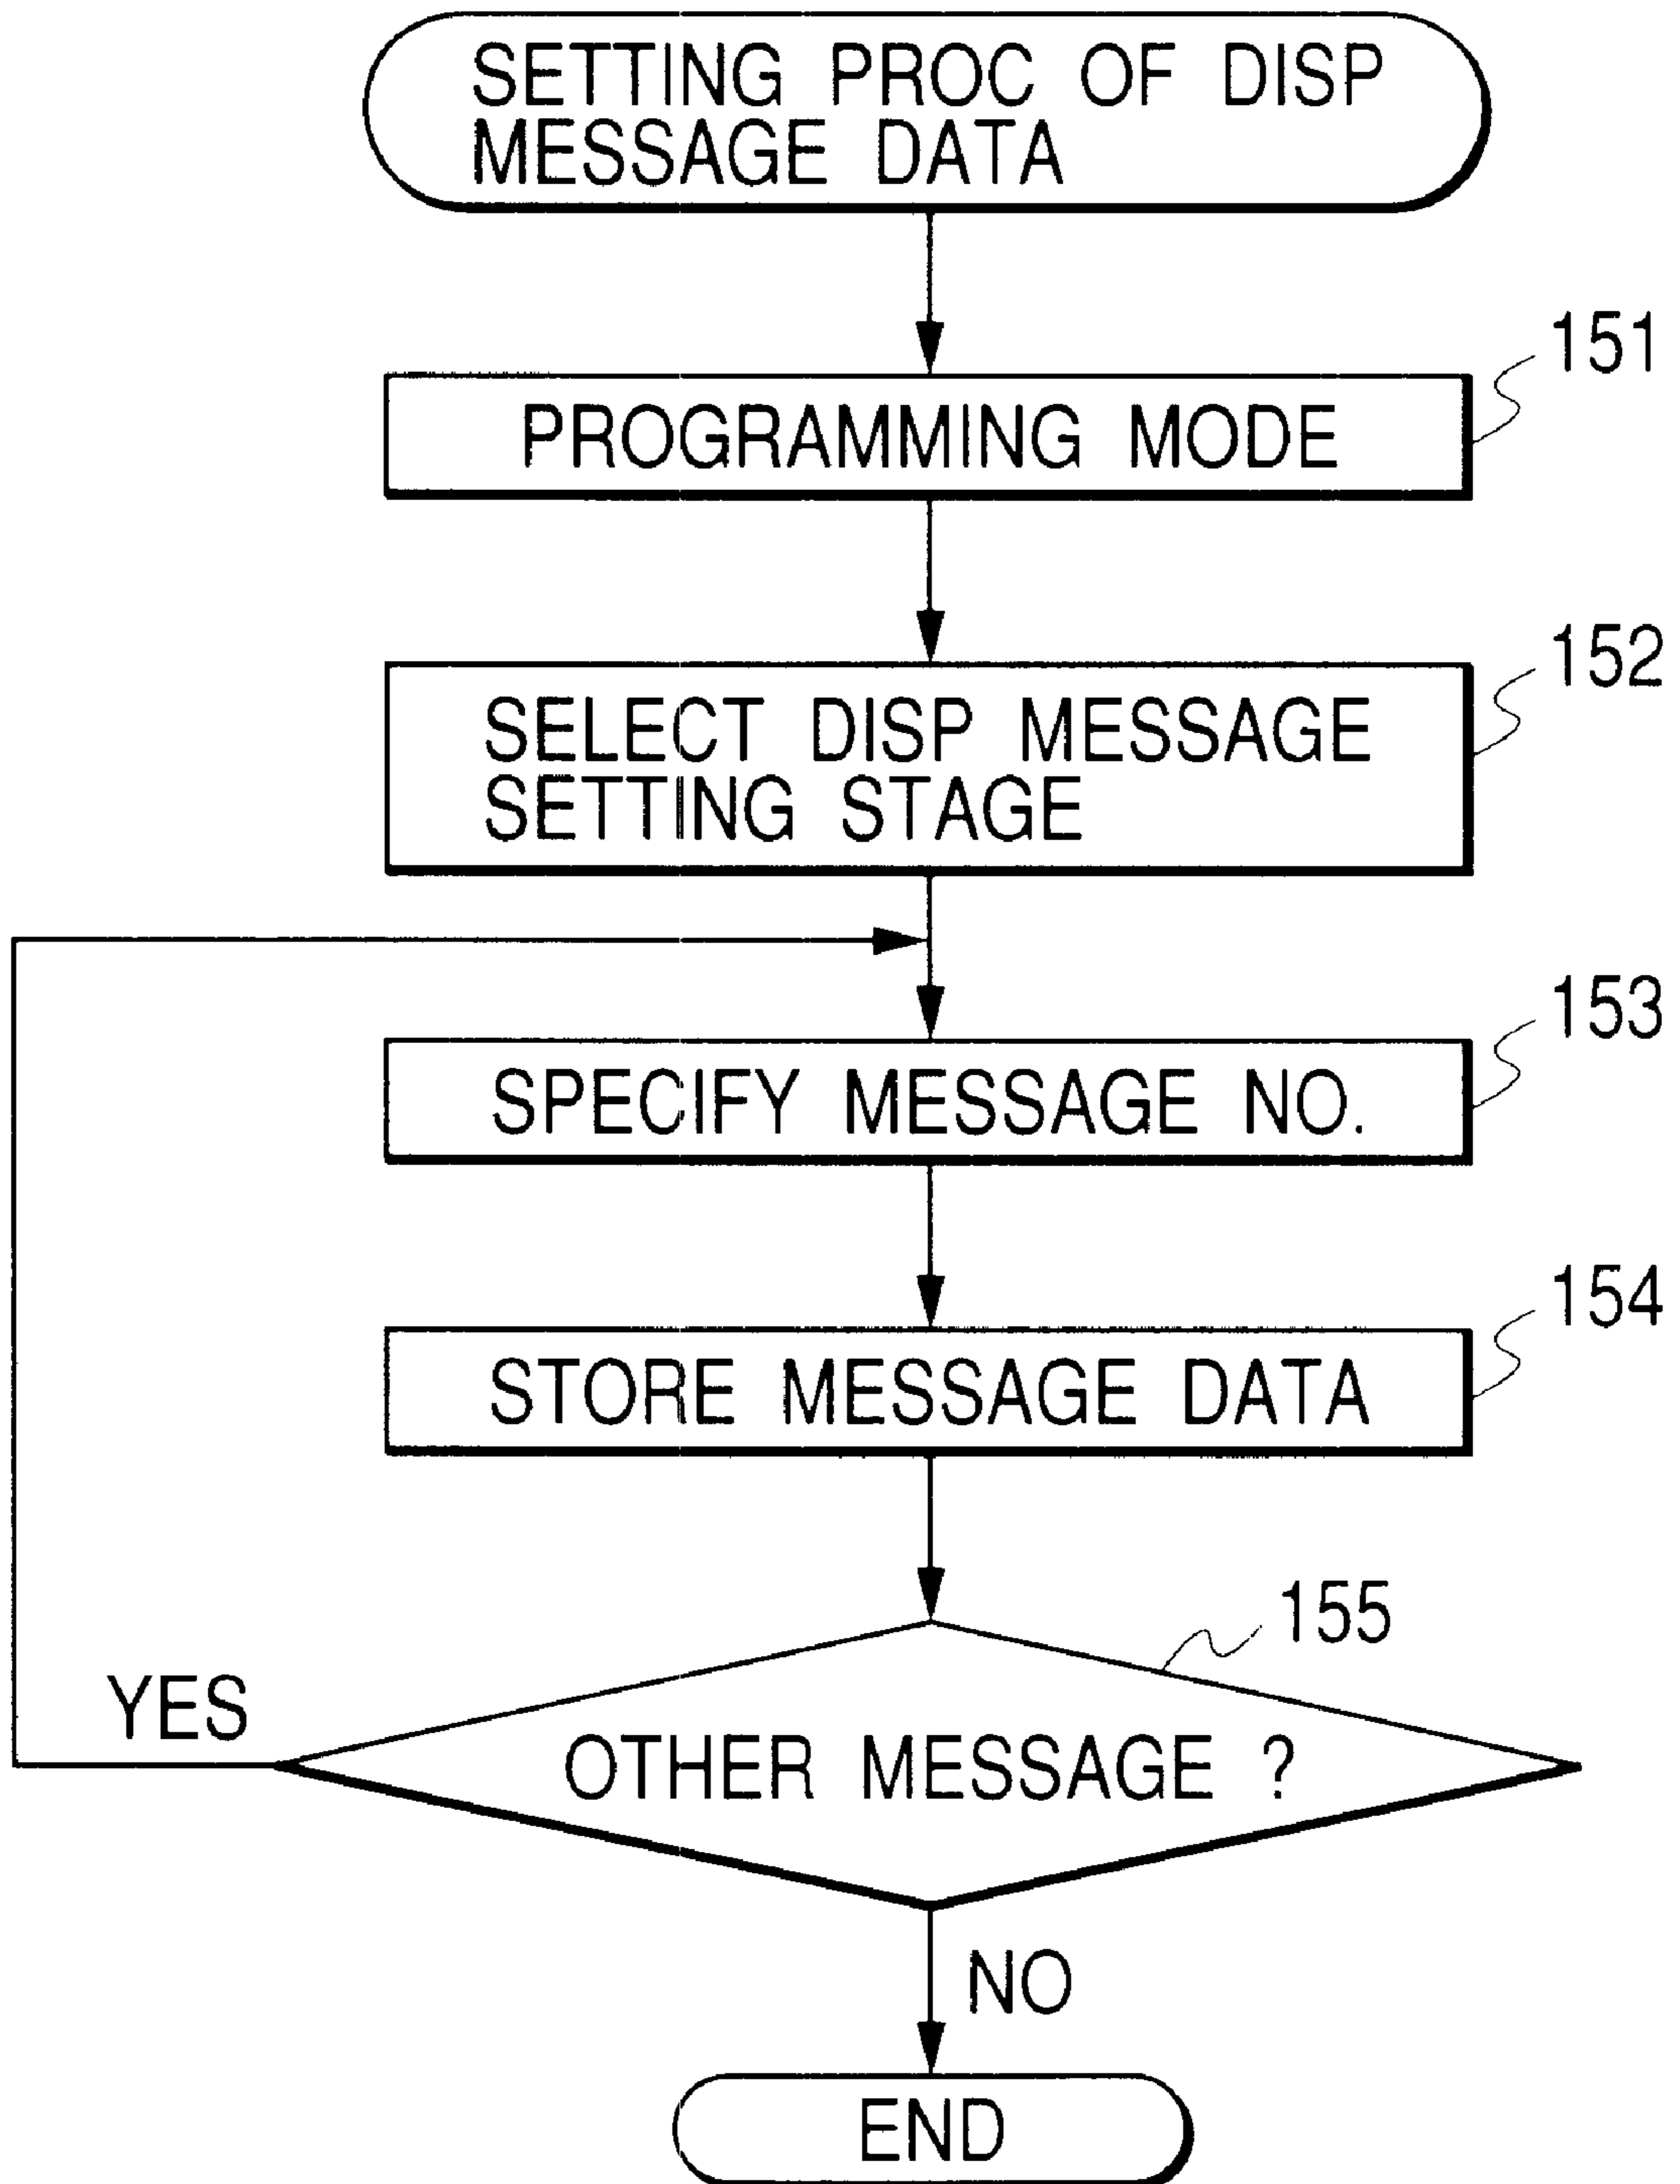 SETTING PROC OF DISP
MESSAGE DATA
151
PROGRAMMING MODE
152
SELECT DISP MESSAGE
SETTING STAGE
153
SPECIFY MESSAGE NO.
154
STORE MESSAGE DATA
155
YES
OTHER MESSAGE ?
NO
END